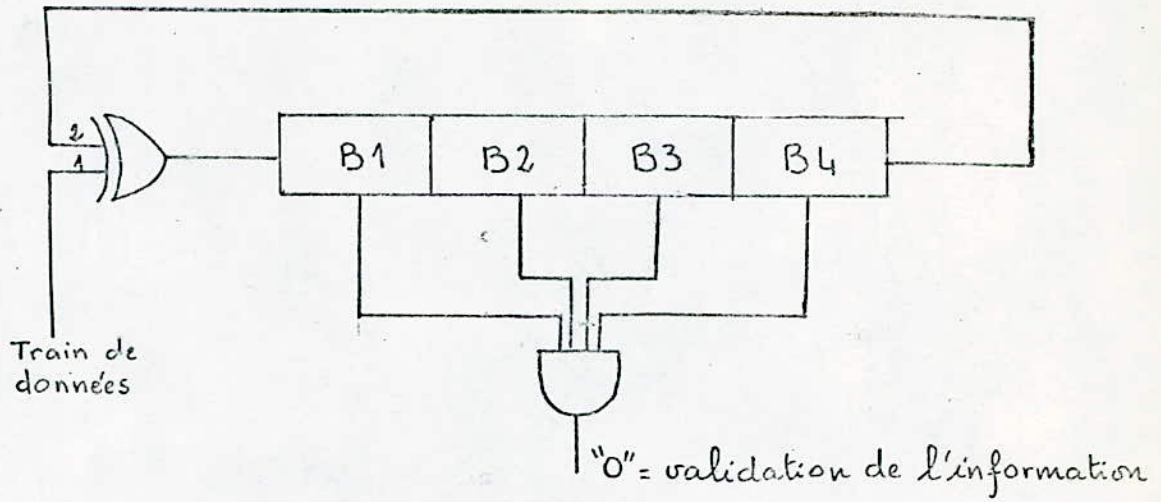 2
1
B1 B2 B3 B4
Train de
données
"0" = validation de l'information